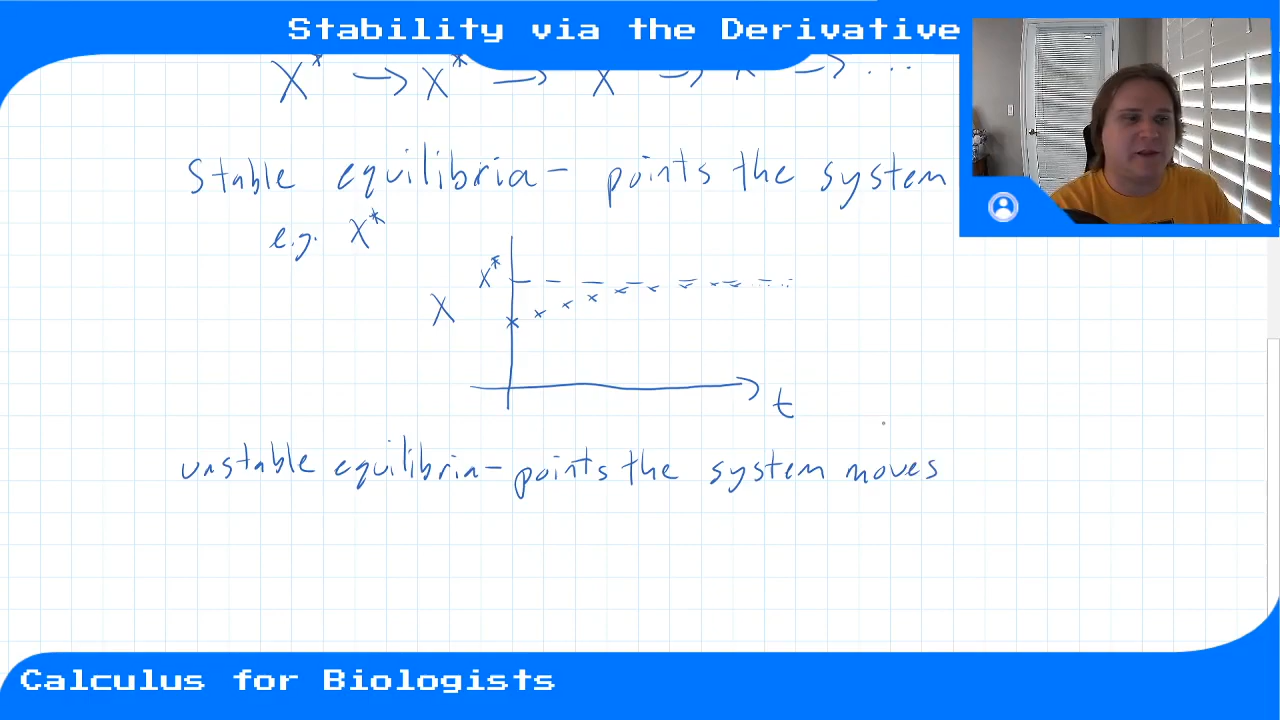 Stability via the Derivative
X* → X* → X → X → ...
Stable equilibria - points the system
e.g. X*
X*
X
t
unstable equilibria - points the system moves
Calculus for Biologists